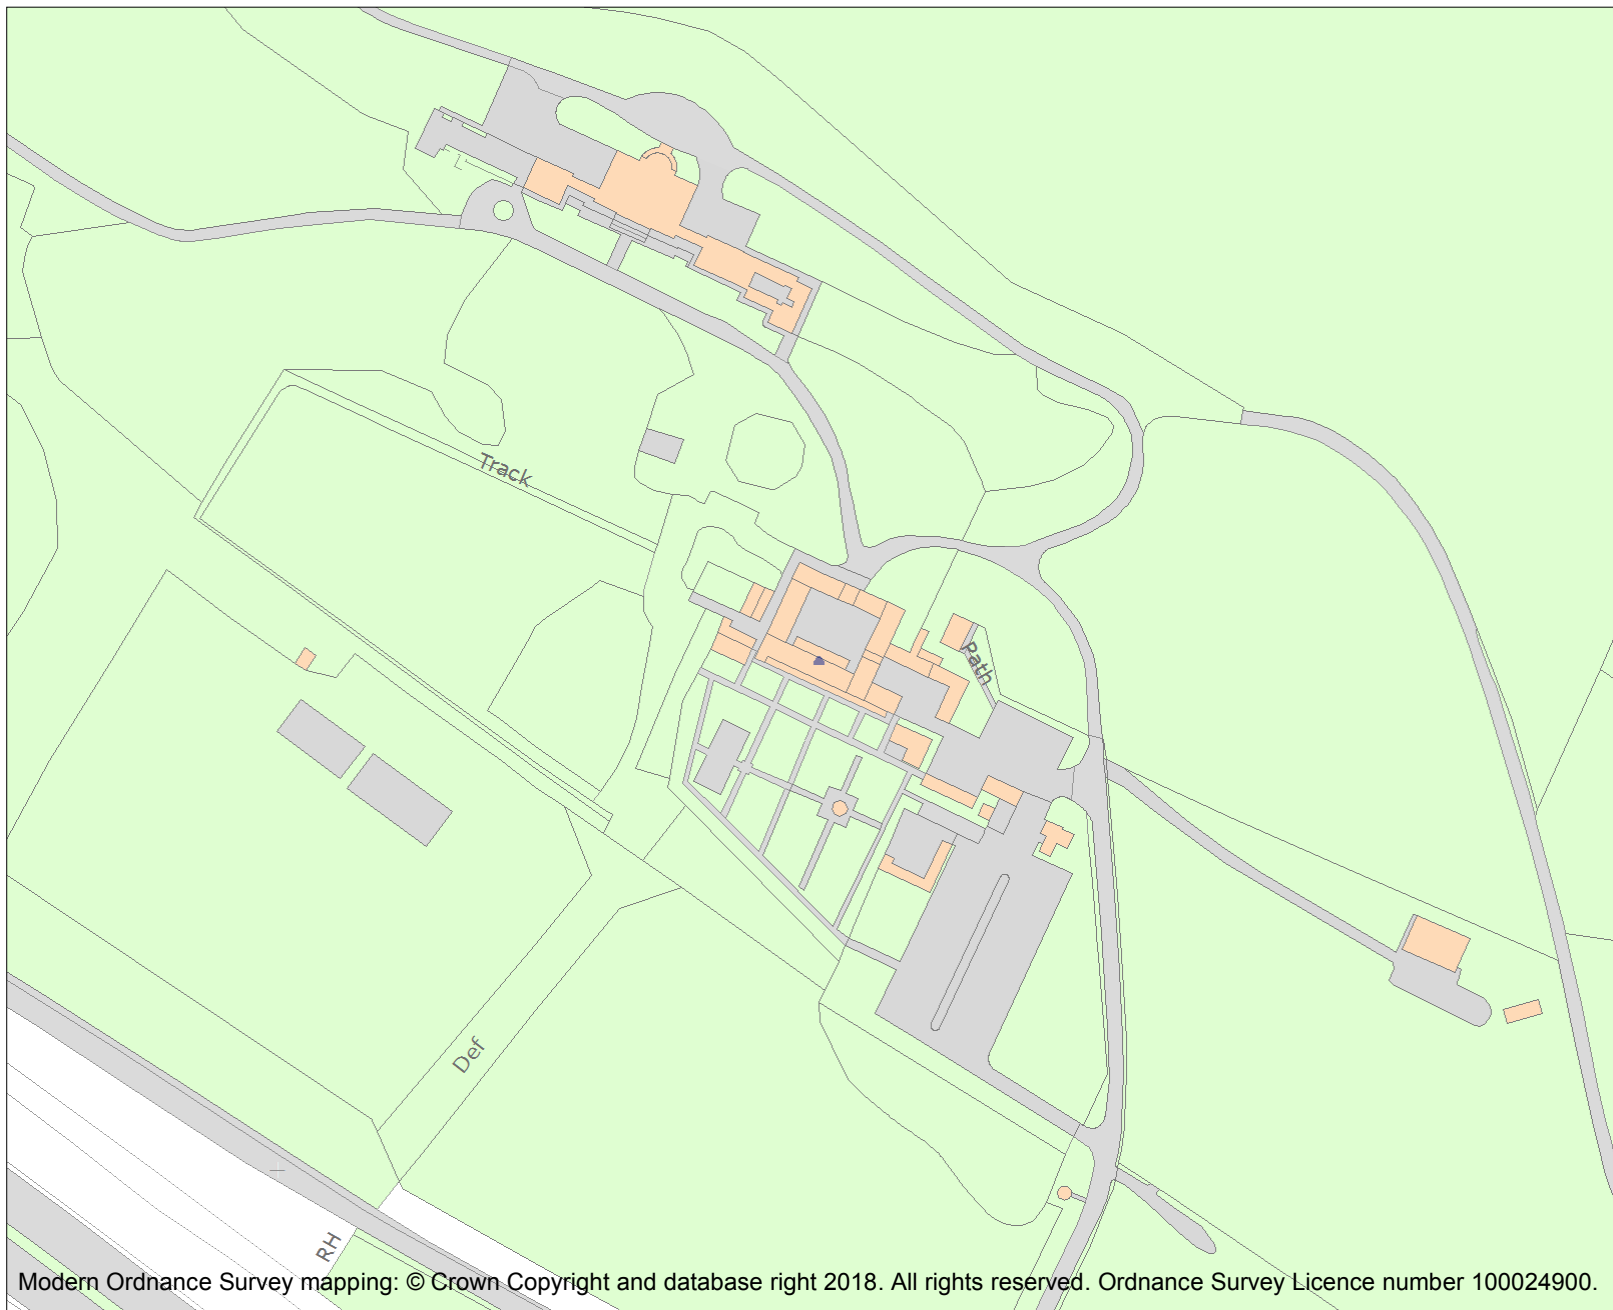 Track
Path
Def
RH
Modern Ordnance Survey mapping: © Crown Copyright and database right 2018. All rights reserved. Ordnance Survey Licence number 100024900.